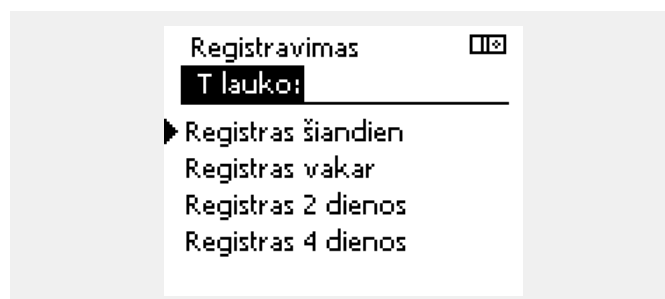 Registravimas
T lauko:
Registras šiandien
Registras vakar
Registras 2 dienos
Registras 4 dienos